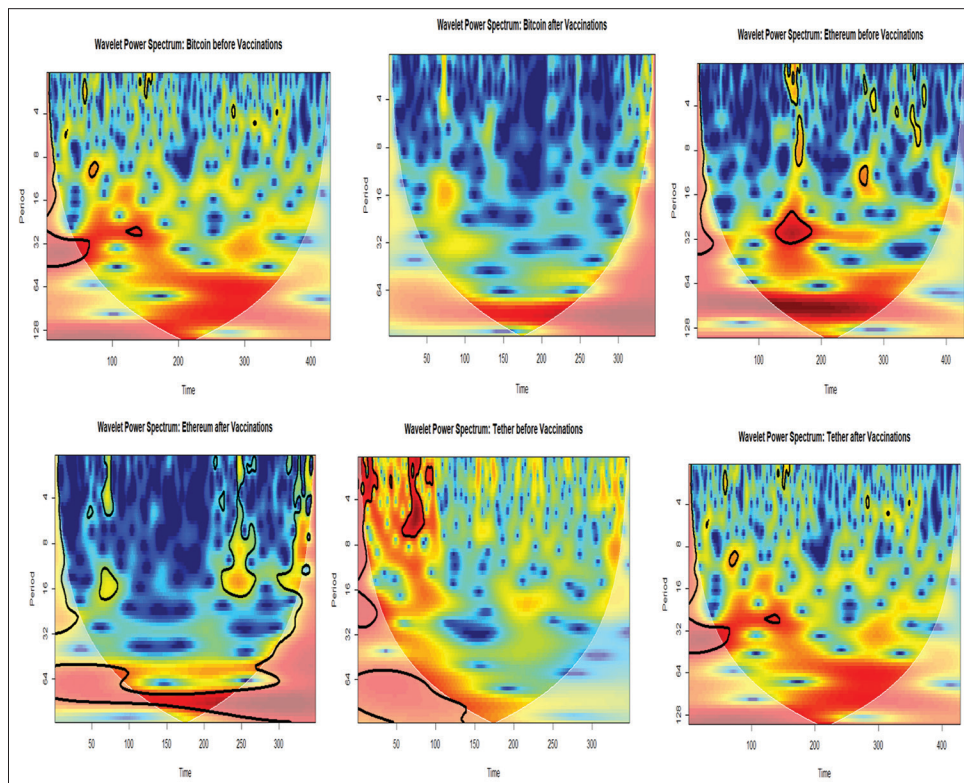 Wavelet Power Spectrum: Bitcoin before Vaccinations
Period
4
8
16
32
64
128
100 200 300 400
Time
Wavelet Power Spectrum: Bitcoin after Vaccinations
Period
4
8
16
32
64
50 100 150 200 250 300
Time
Wavelet Power Spectrum: Ethereum before Vaccinations
Period
4
8
16
32
64
128
100 200 300 400
Time
Wavelet Power Spectrum: Ethereum after Vaccinations
Period
4
8
16
32
64
50 100 150 200 250 300
Time
Wavelet Power Spectrum: Tether before Vaccinations
Period
4
8
16
32
64
50 100 150 200 250 300
Time
Wavelet Power Spectrum: Tether after Vaccinations
Period
4
8
16
32
64
128
100 200 300 400
Time